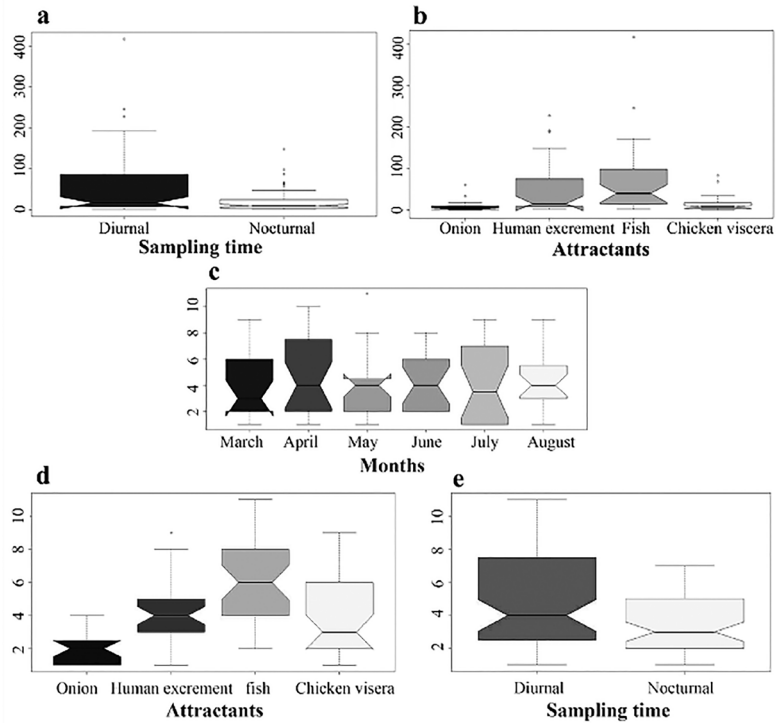 a
400
300
200
100
0
Diurnal Nocturnal
Sampling time
b
400
300
200
100
0
Onion Human excrement Fish Chicken viscera
Attractants
c
10
8
6
4
2
March April May June July August
Months
d
10
8
6
4
2
Onion Human excrement fish Chicken visera
Attractants
e
10
8
6
4
2
Diurnal Nocturnal
Sampling time